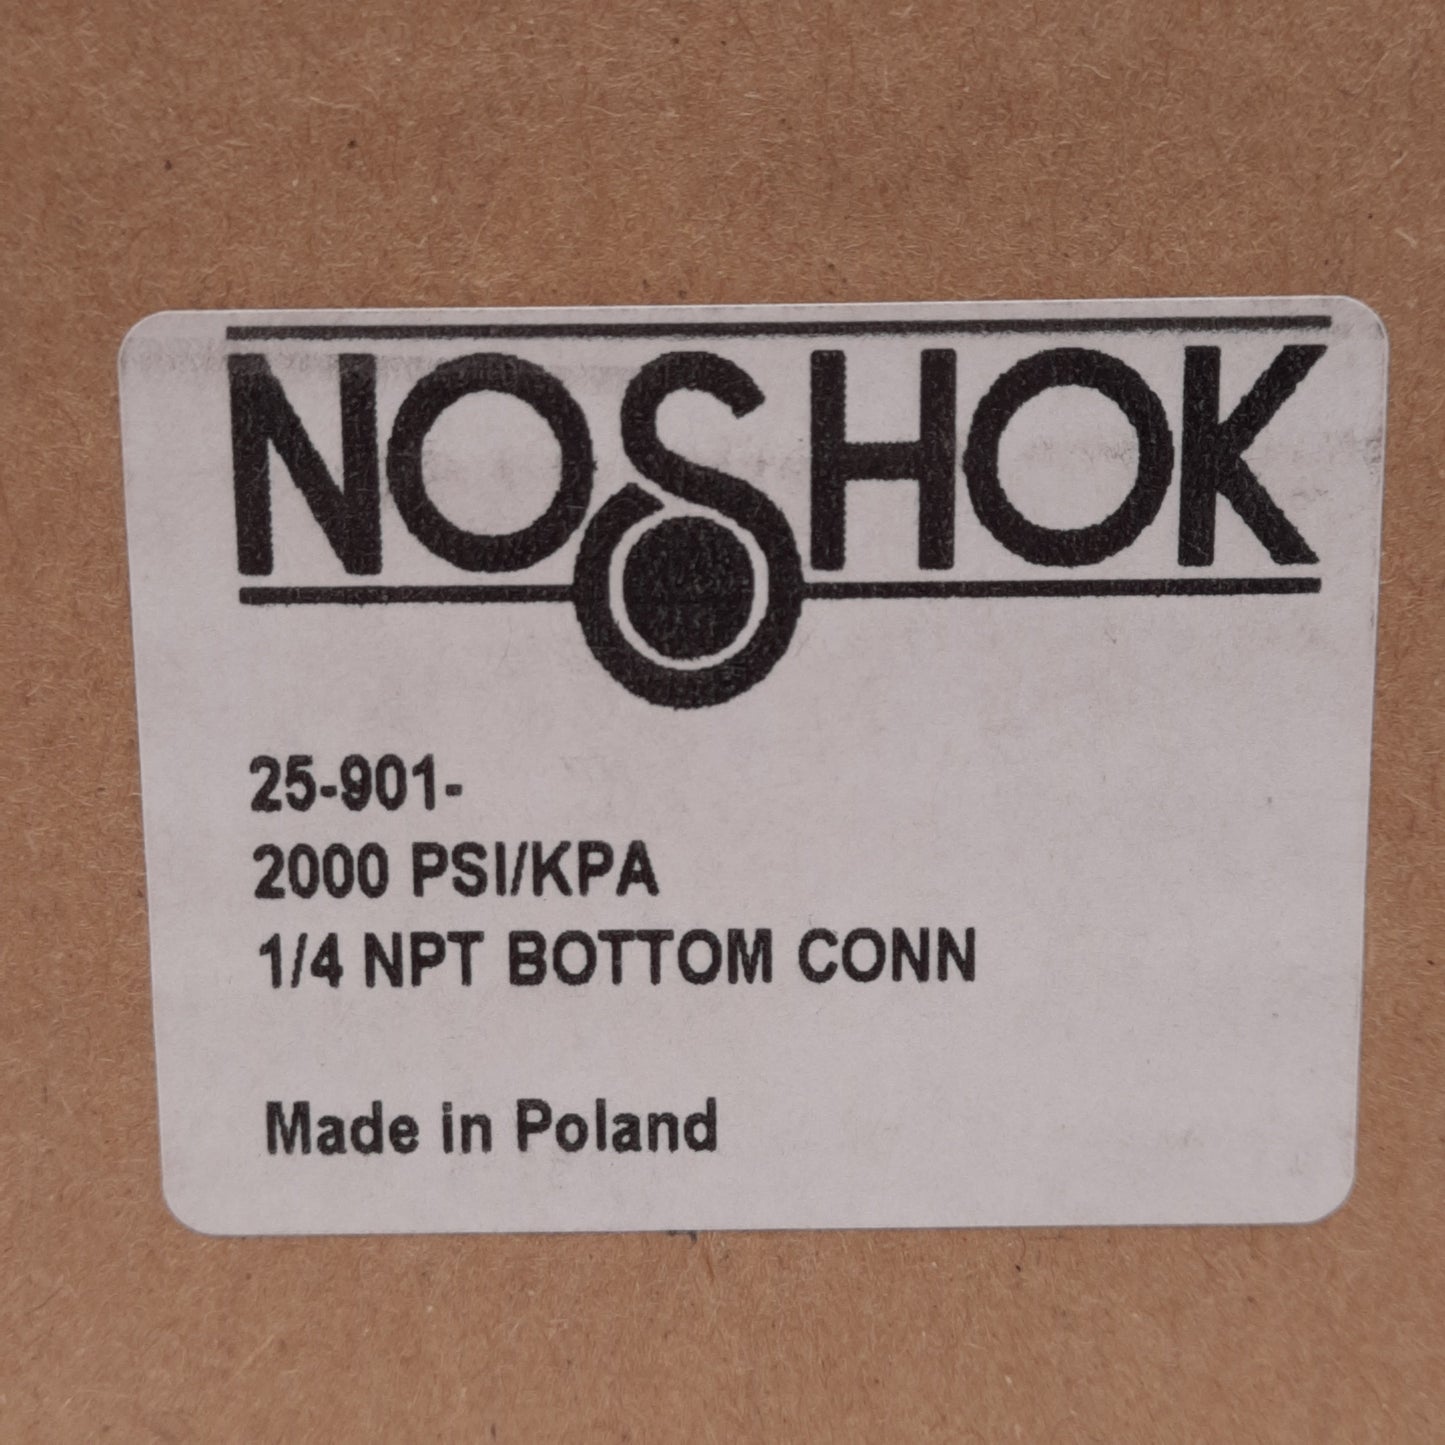 NOSHOK
25-901-
2000 PSI/KPA
1/4 NPT BOTTOM CONN
Made in Poland